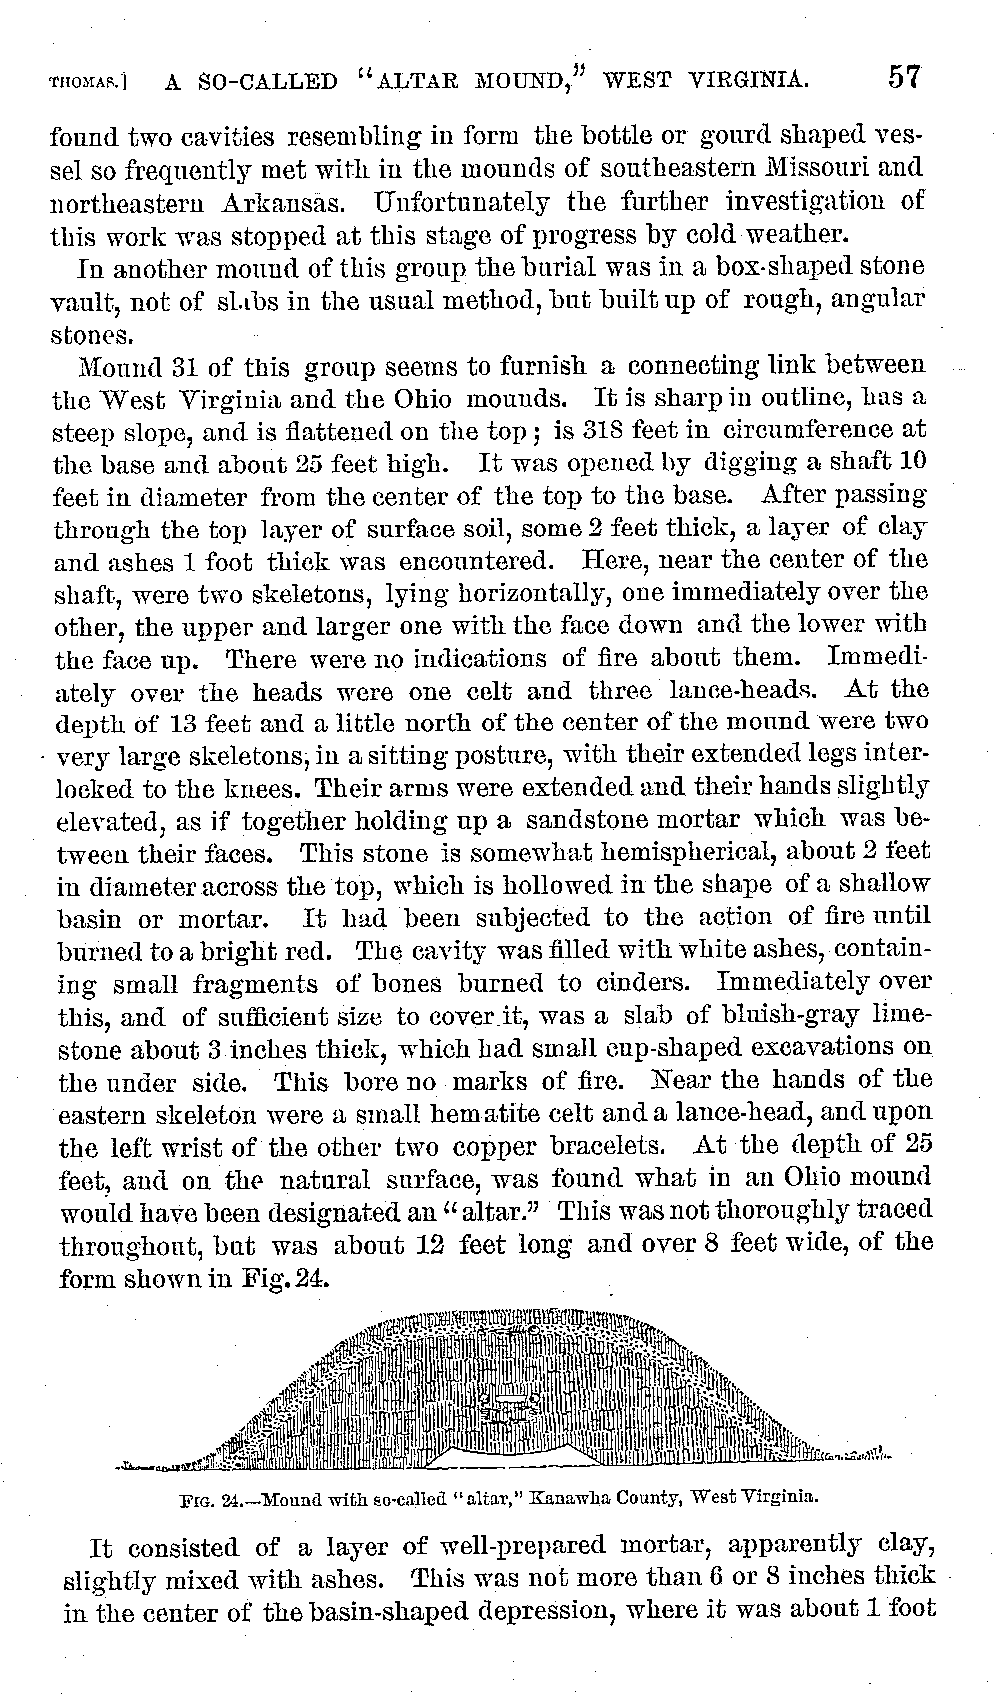 THOMAS.] A SO-CALLED “ALTAR MOUND,” WEST VIRGINIA. 57
found two cavities resembling in form the bottle or gourd shaped ves-
sel so frequently met with in the mounds of southeastern Missouri and
northeastern Arkansas. Unfortunately the further investigation of
this work was stopped at this stage of progress by cold weather.
In another mound of this group the burial was in a box-shaped stone
vault, not of slabs in the usual method, but built up of rough, angular
stones.
Mound 31 of this group seems to furnish a connecting link between
the West Virginia and the Ohio mounds. It is sharp in outline, has a
steep slope, and is flattened on the top; is 318 feet in circumference at
the base and about 25 feet high. It was opened by digging a shaft 10
feet in diameter from the center of the top to the base. After passing
through the top layer of surface soil, some 2 feet thick, a layer of clay
and ashes 1 foot thick was encountered. Here, near the center of the
shaft, were two skeletons, lying horizontally, one immediately over the
other, the upper and larger one with the face down and the lower with
the face up. There were no indications of fire about them. Immedi-
ately over the heads were one celt and three lance-heads. At the
depth of 13 feet and a little north of the center of the mound were two
very large skeletons, in a sitting posture, with their extended legs inter-
locked to the knees. Their arms were extended and their hands slightly
elevated, as if together holding up a sandstone mortar which was be-
tween their faces. This stone is somewhat hemispherical, about 2 feet
in diameter across the top, which is hollowed in the shape of a shallow
basin or mortar. It had been subjected to the action of fire until
burned to a bright red. The cavity was filled with white ashes, contain-
ing small fragments of bones burned to cinders. Immediately over
this, and of sufficient size to cover it, was a slab of bluish-gray lime-
stone about 3 inches thick, which had small cup-shaped excavations on
the under side. This bore no marks of fire. Near the hands of the
eastern skeleton were a small hematite celt and a lance-head, and upon
the left wrist of the other two copper bracelets. At the depth of 25
feet, and on the natural surface, was found what in an Ohio mound
would have been designated an “altar.” This was not thoroughly traced
throughout, but was about 12 feet long and over 8 feet wide, of the
form shown in Fig. 24.
FIG. 24.—Mound with so-called “altar,” Kanawha County, West Virginia.
It consisted of a layer of well-prepared mortar, apparently clay,
slightly mixed with ashes. This was not more than 6 or 8 inches thick
in the center of the basin-shaped depression, where it was about 1 foot